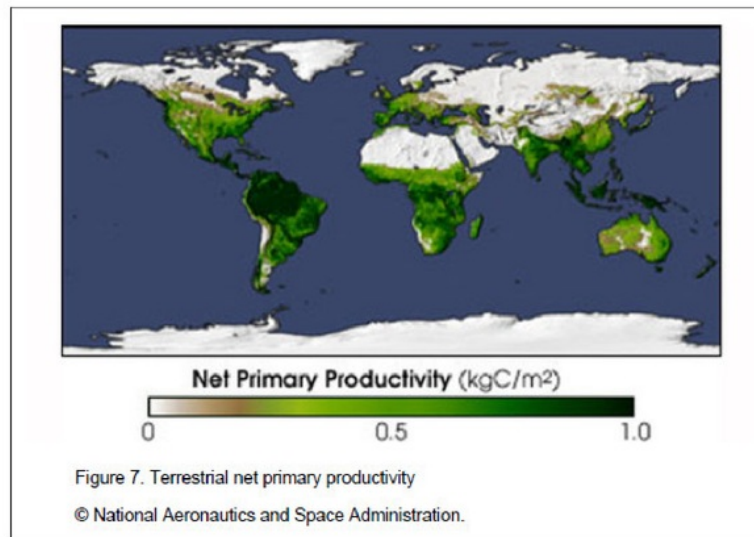 Net Primary Productivity (kgC/m2)
0 0.5 1.0
Figure 7. Terrestrial net primary productivity
© National Aeronautics and Space Administration.